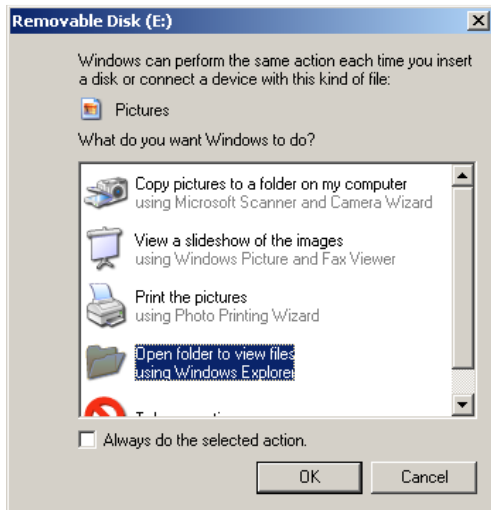 Removable Disk (E:)
Windows can perform the same action each time you insert
a disk or connect a device with this kind of file:
Pictures
What do you want Windows to do?
Copy pictures to a folder on my computer
using Microsoft Scanner and Camera Wizard
View a slideshow of the images
using Windows Picture and Fax Viewer
Print the pictures
using Photo Printing Wizard
Open folder to view files
using Windows Explorer
Always do the selected action.
OK
Cancel